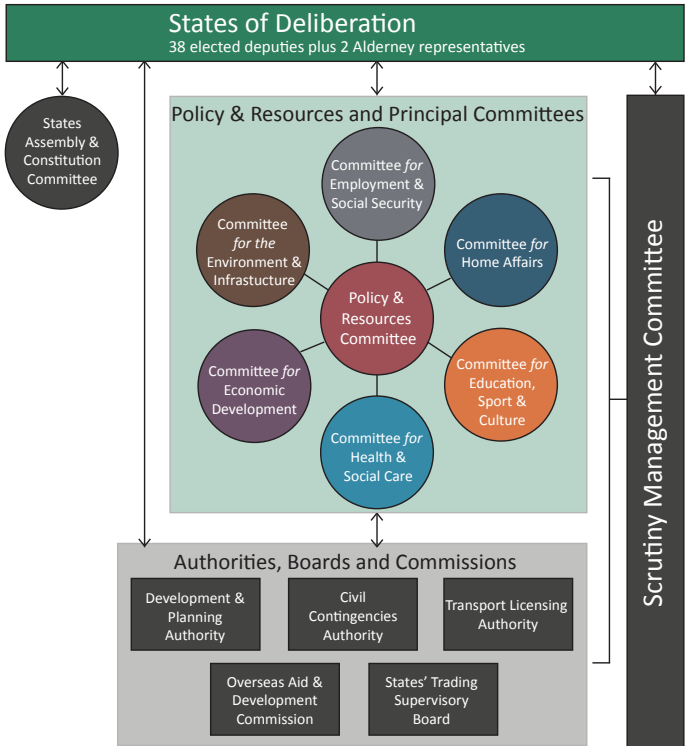 States of Deliberation
38 elected deputies plus 2 Alderney representatives
States
Assembly &
Constitution
Committee
Policy & Resources and Principal Committees
Committee for
Employment &
Social Security
Committee
for the
Environment &
Infrastucture
Committee for
Home Affairs
Policy &
Resources
Committee
Committee for
Economic
Development
Committee for
Education,
Sport &
Culture
Committee for
Health &
Social Care
Scrutiny Management Committee
Authorities, Boards and Commissions
Development &
Planning
Authority
Civil
Contingencies
Authority
Transport Licensing
Authority
Overseas Aid &
Development
Commission
States' Trading
Supervisory
Board